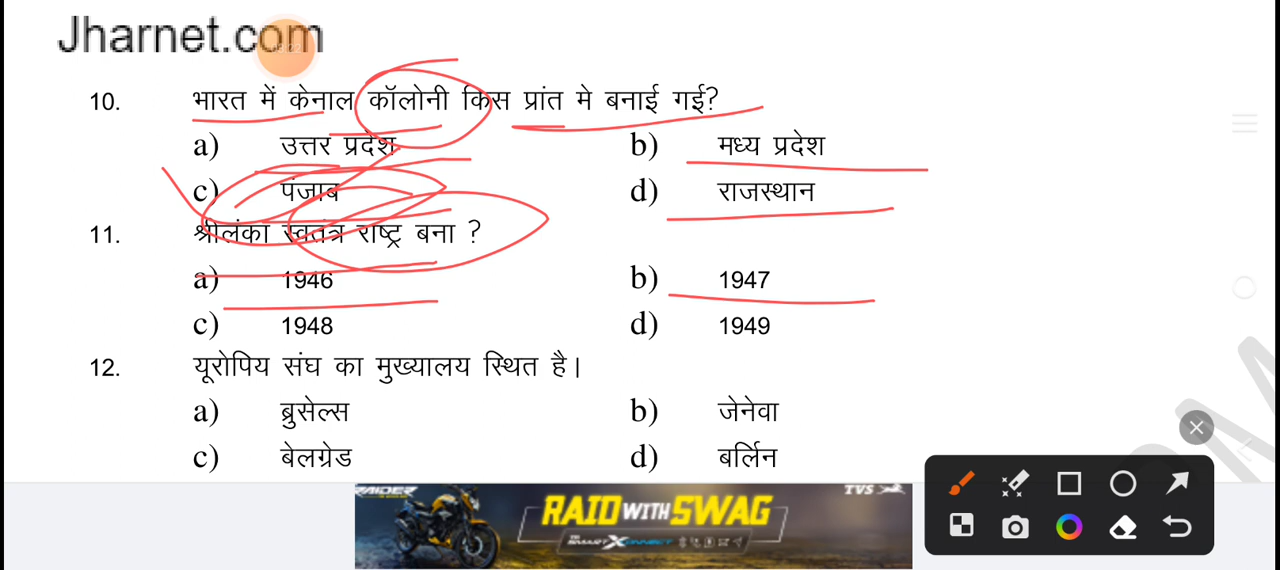 Jharnet.com
10. भारत में केनाल कॉलोनी किस प्रांत मे बनाई गई?
a) उत्तर प्रदेश b) मध्य प्रदेश
c) पंजाब d) राजस्थान
11. श्रीलंका स्वतंत्र राष्ट्र बना ?
a) 1946 b) 1947
c) 1948 d) 1949
12. यूरोपिय संघ का मुख्यालय स्थित है।
a) ब्रुसेल्स b) जेनेवा
c) बेलग्रेड d) बर्लिन
RAIDER TVS
RAID WITH SWAG